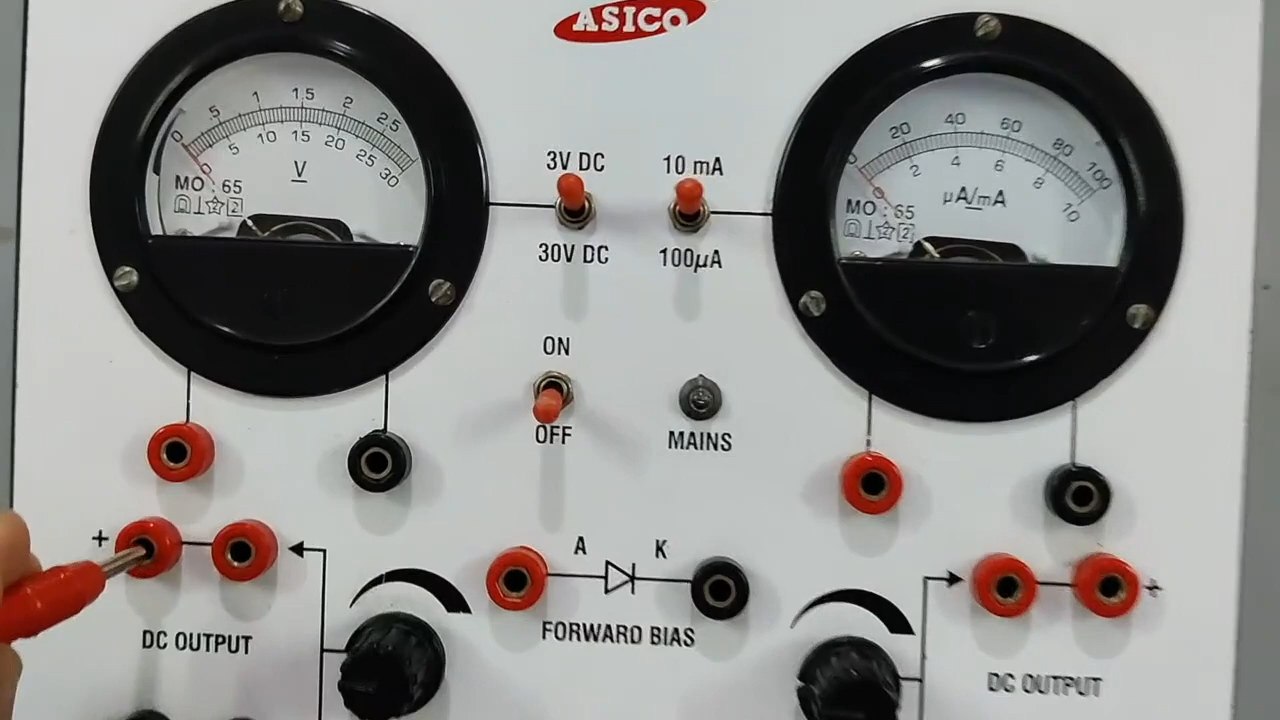 ASICO
0 .5 1 1.5 2 2.5
0 5 10 15 20 25 30
V
MO : 65
2
3V DC
30V DC
10 mA
100µA
0 20 40 60 80 100
0 2 4 6 8 10
µA/mA
MO : 65
2
ON
OFF
MAINS
+
DC OUTPUT
A K
FORWARD BIAS
+
DC OUTPUT